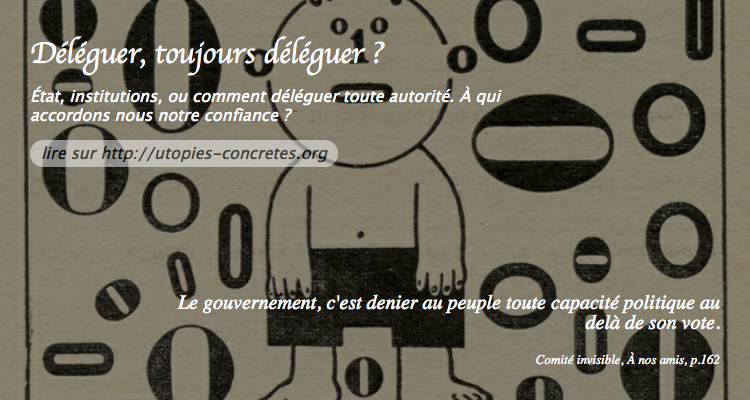 Déléguer, toujours déléguer ?
État, institutions, ou comment déléguer toute autorité. À qui
accordons nous notre confiance ?
lire sur http://utopies-concretes.org
Le gouvernement, c'est denier au peuple toute capacité politique au
delà de son vote.
Comité invisible, À nos amis, p.162